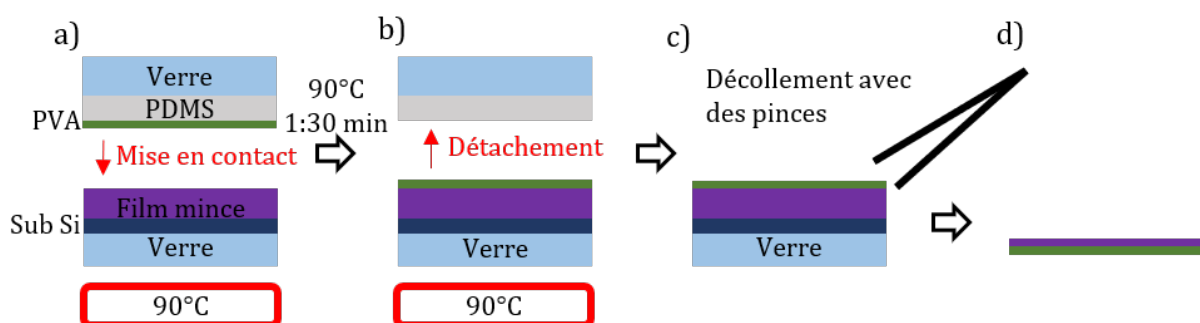 a)
Verre
PDMS
PVA
Mise en contact
Film mince
Sub Si
Verre
90°C
90°C
1:30 min
b)
Détachement
Verre
90°C
c)
Décollement avec
des pinces
Verre
d)